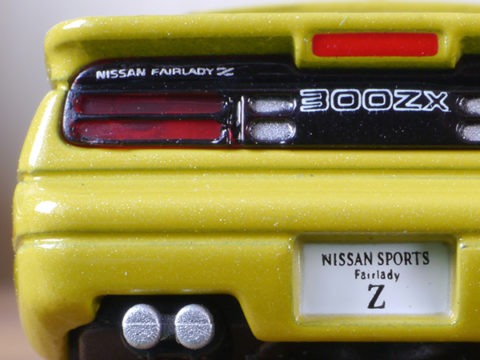 NISSAN FAIRLADY Z
300ZX
NISSAN SPORTS
Fairlady
Z